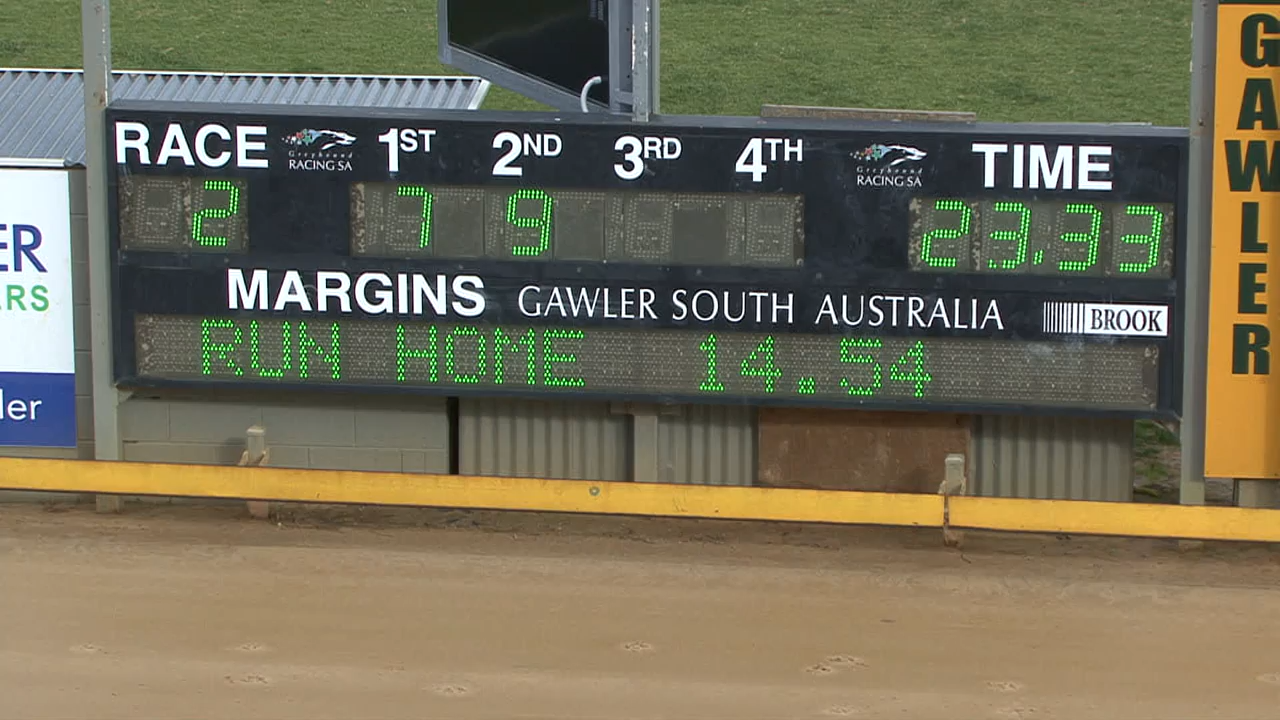 RACE 1ST 2ND 3RD 4TH TIME
Greyhound RACING SA
Greyhound RACING SA
2 7 9 23.33
MARGINS GAWLER SOUTH AUSTRALIA BROOK
RUN HOME 14.54
GAWLER
ER
RS
ler